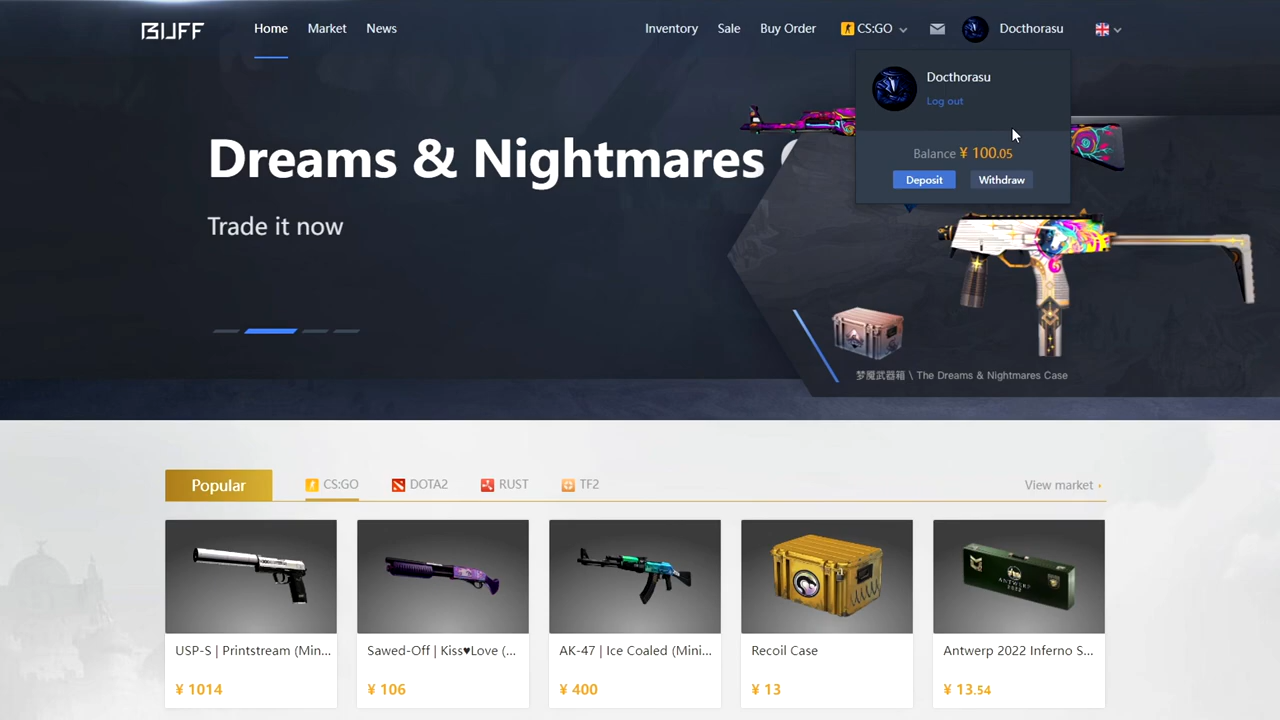 BUFF Home Market News Inventory Sale Buy Order CS:GO Docthorasu
Docthorasu
Log out
Balance ¥ 100.05
Deposit Withdraw
Dreams & Nightmares
Trade it now
梦魇武器箱 \ The Dreams & Nightmares Case
Popular CS:GO DOTA2 RUST TF2 View market
USP-S | Printstream (Min...
¥ 1014
Sawed-Off | Kiss♥Love (...
¥ 106
AK-47 | Ice Coaled (Mini...
¥ 400
Recoil Case
¥ 13
ANTWERP
2022
Antwerp 2022 Inferno S...
¥ 13.54